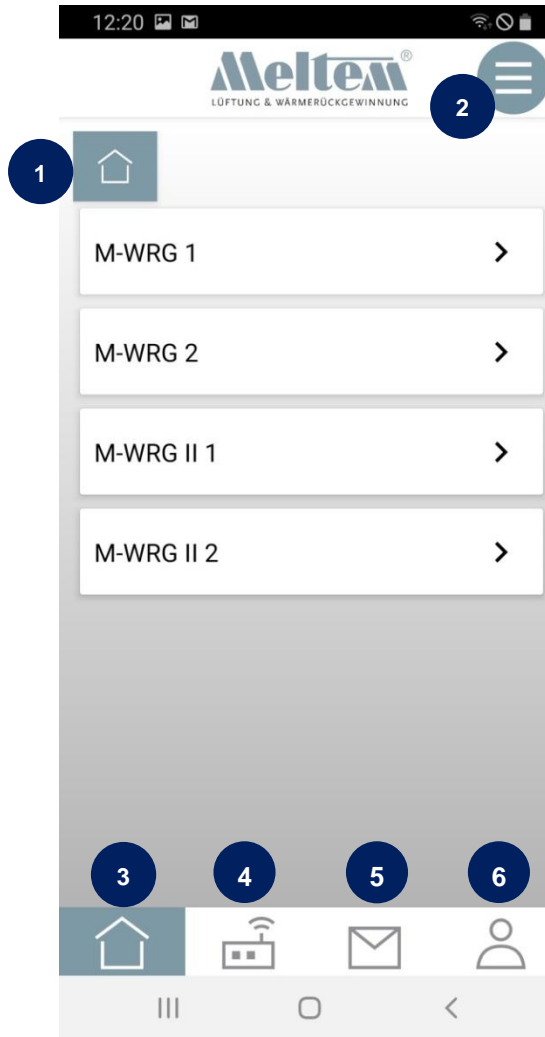 12:20
Meltem®
LÜFTUNG & WÄRMERÜCKGEWINNUNG
2
1
M-WRG 1
M-WRG 2
M-WRG II 1
M-WRG II 2
3 4 5 6